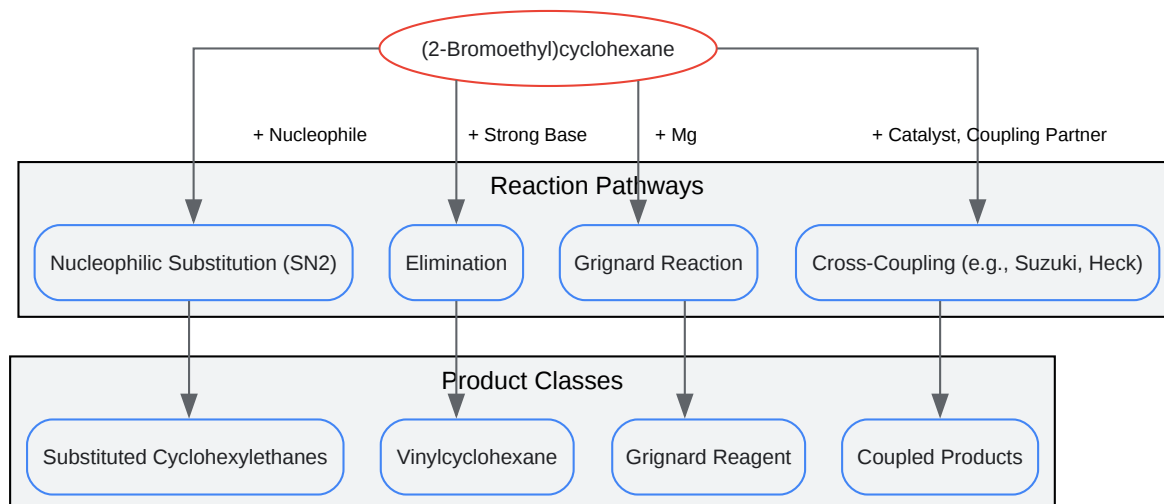 (2-Bromoethyl)cyclohexane
+ Nucleophile
+ Strong Base
+ Mg
+ Catalyst, Coupling Partner
Reaction Pathways
Nucleophilic Substitution (SN2)
Elimination
Grignard Reaction
Cross-Coupling (e.g., Suzuki, Heck)
Product Classes
Substituted Cyclohexylethanes
Vinylcyclohexane
Grignard Reagent
Coupled Products